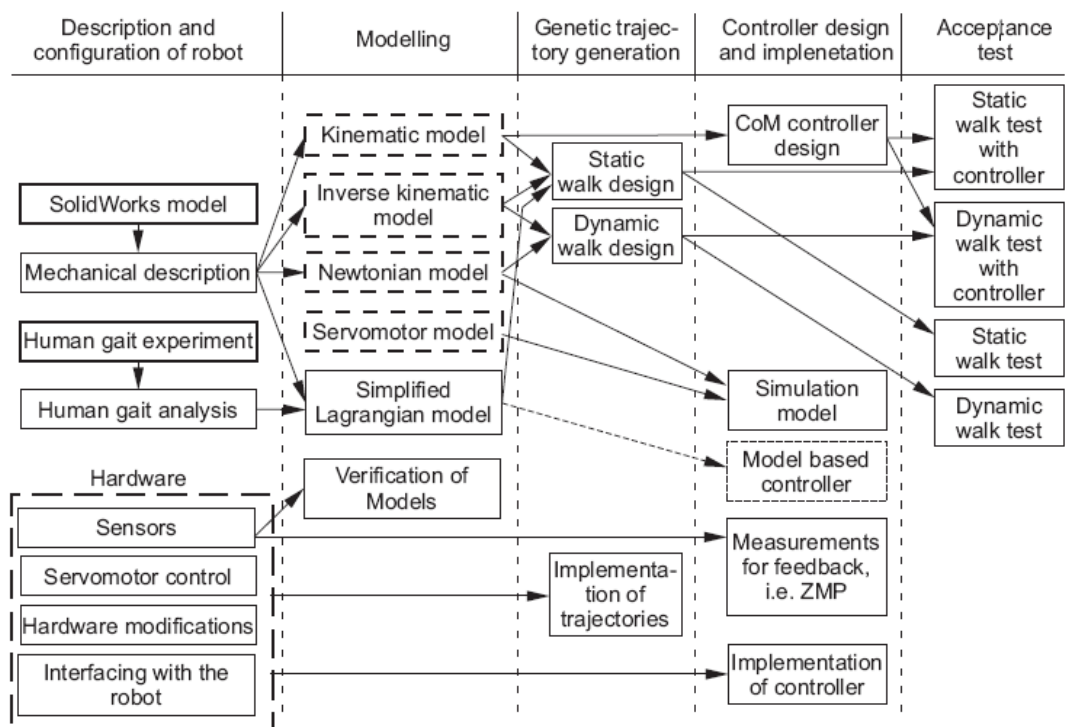 Description and
configuration of robot
Modelling
Genetic trajec-
tory generation
Controller design
and implenetation
Acceptance
test
SolidWorks model
Mechanical description
Human gait experiment
Human gait analysis
Hardware
Sensors
Servomotor control
Hardware modifications
Interfacing with the
robot
Kinematic model
Inverse kinematic
model
Newtonian model
Servomotor model
Simplified
Lagrangian model
Verification of
Models
Static
walk design
Dynamic
walk design
Implementa-
tion of
trajectories
CoM controller
design
Simulation
model
Model based
controller
Measurements
for feedback,
i.e. ZMP
Implementation
of controller
Static
walk test
with
controller
Dynamic
walk test
with
controller
Static
walk test
Dynamic
walk test